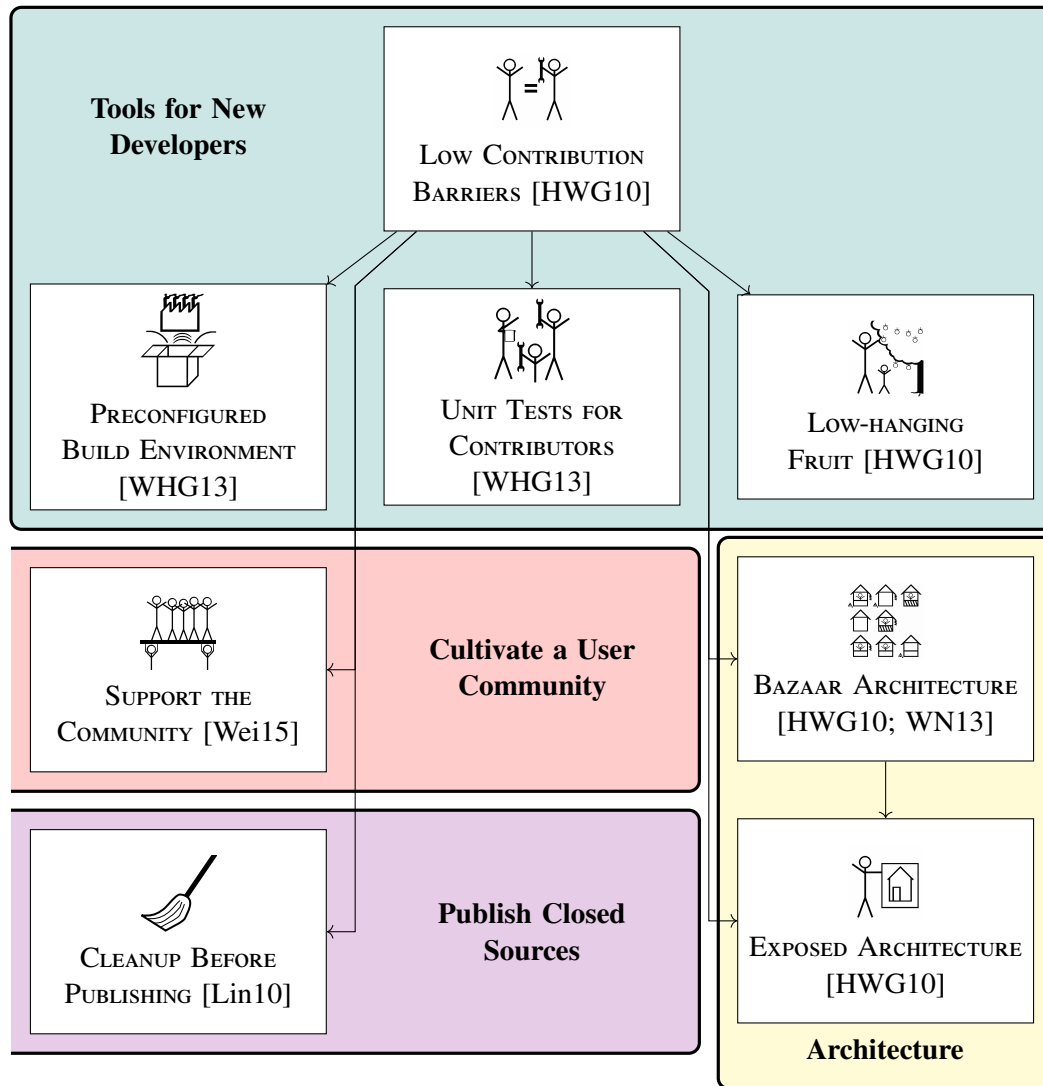 Tools for New
Developers
=
Low Contribution
Barriers [HWG10]
Preconfigured
Build Environment
[WHG13]
Unit Tests for
Contributors
[WHG13]
Low-hanging
Fruit [HWG10]
Support the
Community [Wei15]
Cultivate a User
Community
Bazaar Architecture
[HWG10; WN13]
Cleanup Before
Publishing [Lin10]
Publish Closed
Sources
Exposed Architecture
[HWG10]
Architecture